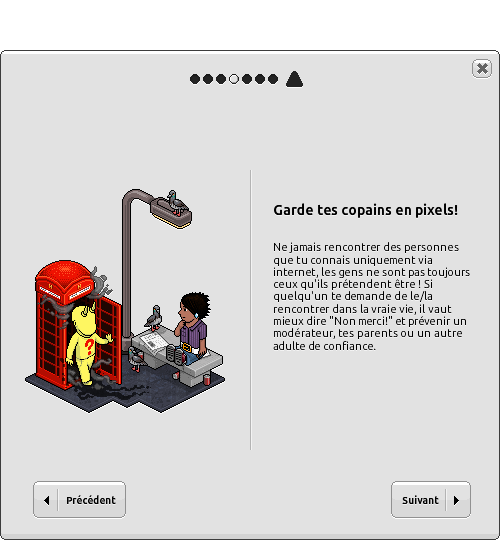 Garde tes copains en pixels!
Ne jamais rencontrer des personnes
que tu connais uniquement via
internet, les gens ne sont pas toujours
ceux qu'ils prétendent être ! Si
quelqu'un te demande de le/la
rencontrer dans la vraie vie, il vaut
mieux dire "Non merci!" et prévenir un
modérateur, tes parents ou un autre
adulte de confiance.
?
Précédent
Suivant